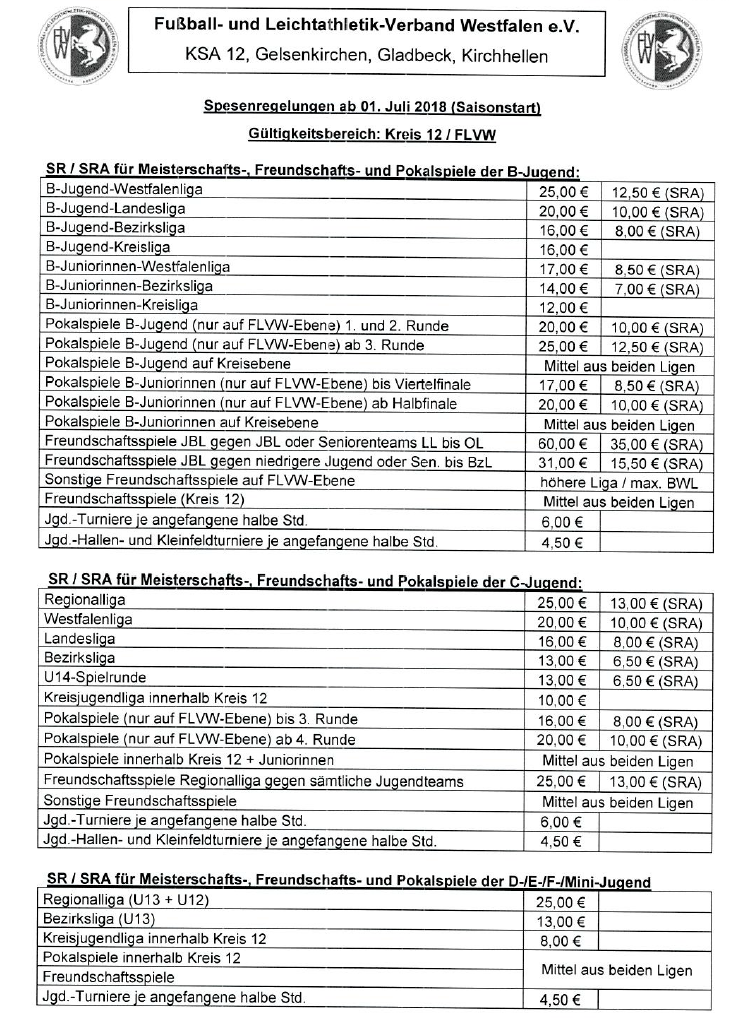 Fußball- und Leichtathletik-Verband Westfalen e.V.
KSA 12, Gelsenkirchen, Gladbeck, Kirchhellen
Spesenregelungen ab 01. Juli 2018 (Saisonstart)
Gültigkeitsbereich: Kreis 12 / FLVW
SR / SRA für Meisterschafts-, Freundschafts- und Pokalspiele der B-Jugend:
B-Jugend-Westfalenliga 25,00 € 12,50 € (SRA)
B-Jugend-Landesliga 20,00 € 10,00 € (SRA)
B-Jugend-Bezirksliga 16,00 € 8,00 € (SRA)
B-Jugend-Kreisliga 16,00 €
B-Juniorinnen-Westfalenliga 17,00 € 8,50 € (SRA)
B-Juniorinnen-Bezirksliga 14,00 € 7,00 € (SRA)
B-Juniorinnen-Kreisliga 12,00 €
Pokalspiele B-Jugend (nur auf FLVW-Ebene) 1. und 2. Runde 20,00 € 10,00 € (SRA)
Pokalspiele B-Jugend (nur auf FLVW-Ebene) ab 3. Runde 25,00 € 12,50 € (SRA)
Pokalspiele B-Jugend auf Kreisebene Mittel aus beiden Ligen
Pokalspiele B-Juniorinnen (nur auf FLVW-Ebene) bis Viertelfinale 17,00 € 8,50 € (SRA)
Pokalspiele B-Juniorinnen (nur auf FLVW-Ebene) ab Halbfinale 20,00 € 10,00 € (SRA)
Pokalspiele B-Juniorinnen auf Kreisebene Mittel aus beiden Ligen
Freundschaftsspiele JBL gegen JBL oder Seniorenteams LL bis OL 60,00 € 35,00 € (SRA)
Freundschaftsspiele JBL gegen niedrigere Jugend oder Sen. bis BzL 31,00 € 15,50 € (SRA)
Sonstige Freundschaftsspiele auf FLVW-Ebene höhere Liga / max. BWL
Freundschaftsspiele (Kreis 12) Mittel aus beiden Ligen
Jgd.-Turniere je angefangene halbe Std. 6,00 €
Jgd.-Hallen- und Kleinfeldturniere je angefangene halbe Std. 4,50 €
SR / SRA für Meisterschafts-, Freundschafts- und Pokalspiele der C-Jugend:
Regionalliga 25,00 € 13,00 € (SRA)
Westfalenliga 20,00 € 10,00 € (SRA)
Landesliga 16,00 € 8,00 € (SRA)
Bezirksliga 13,00 € 6,50 € (SRA)
U14-Spielrunde 13,00 € 6,50 € (SRA)
Kreisjugendliga innerhalb Kreis 12 10,00 €
Pokalspiele (nur auf FLVW-Ebene) bis 3. Runde 16,00 € 8,00 € (SRA)
Pokalspiele (nur auf FLVW-Ebene) ab 4. Runde 20,00 € 10,00 € (SRA)
Pokalspiele innerhalb Kreis 12 + Juniorinnen Mittel aus beiden Ligen
Freundschaftsspiele Regionalliga gegen sämtliche Jugendteams 25,00 € 13,00 € (SRA)
Sonstige Freundschaftsspiele Mittel aus beiden Ligen
Jgd.-Turniere je angefangene halbe Std. 6,00 €
Jgd.-Hallen- und Kleinfeldturniere je angefangene halbe Std. 4,50 €
SR / SRA für Meisterschafts-, Freundschafts- und Pokalspiele der D-/E-/F-/Mini-Jugend
Regionalliga (U13 + U12) 25,00 €
Bezirksliga (U13) 13,00 €
Kreisjugendliga innerhalb Kreis 12 8,00 €
Pokalspiele innerhalb Kreis 12
Mittel aus beiden Ligen
Freundschaftsspiele
Jgd.-Turniere je angefangene halbe Std. 4,50 €